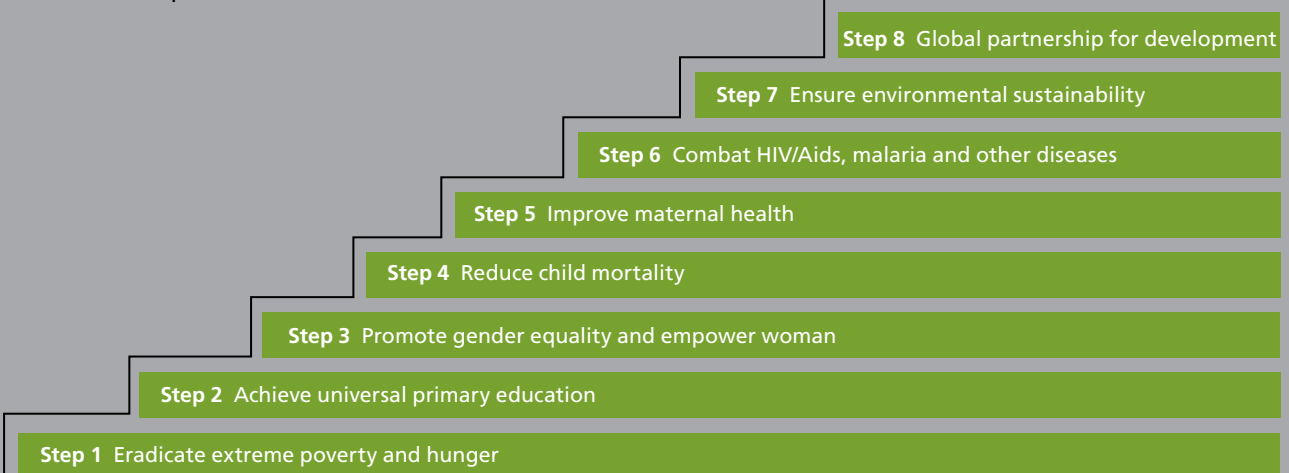 Step 8 Global partnership for development
Step 7 Ensure environmental sustainability
Step 6 Combat HIV/Aids, malaria and other diseases
Step 5 Improve maternal health
Step 4 Reduce child mortality
Step 3 Promote gender equality and empower woman
Step 2 Achieve universal primary education
Step 1 Eradicate extreme poverty and hunger